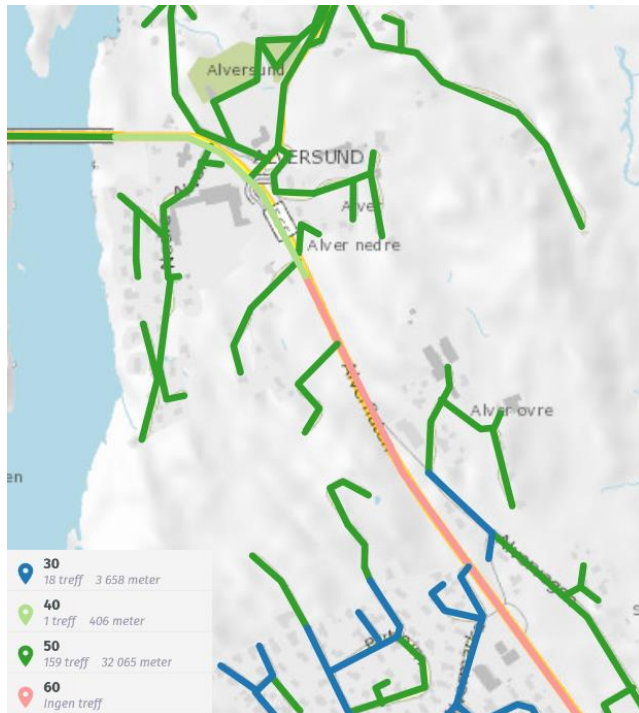 Alversund
ALVERSUND
Alver
Alver nedre
Alver øvre
en
30
18 treff 3 658 meter
40
1 treff 406 meter
50
159 treff 32 065 meter
60
Ingen treff